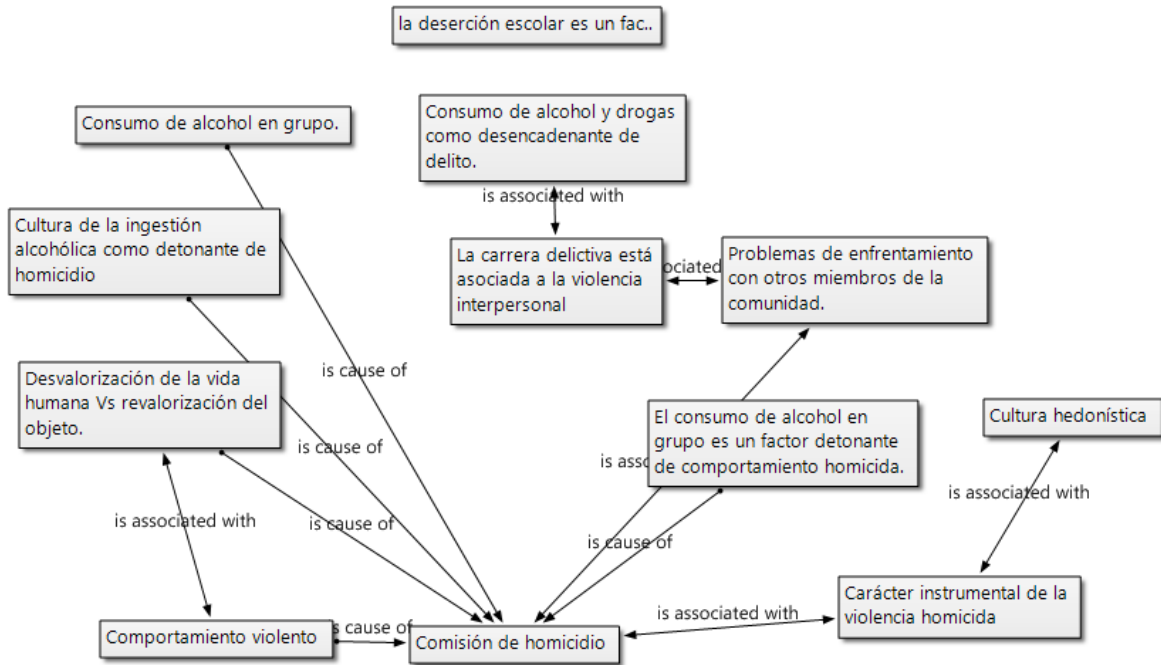 la deserción escolar es un fac..
Consumo de alcohol en grupo.
Consumo de alcohol y drogas
como desencadenante de
delito.
is associated with
Cultura de la ingestión
alcohólica como detonante de
homicidio
La carrera delictiva está
asociada a la violencia
interpersonal
ociated
Problemas de enfrentamiento
con otros miembros de la
comunidad.
is cause of
Desvalorización de la vida
humana Vs revalorización del
objeto.
is cause of
El consumo de alcohol en
grupo es un factor detonante
de comportamiento homicida.
Cultura hedonística
is asso
is associated with
is associated with
is cause of
is cause of
Carácter instrumental de la
violencia homicida
is associated with
Comportamiento violento
is cause of
Comisión de homicidio